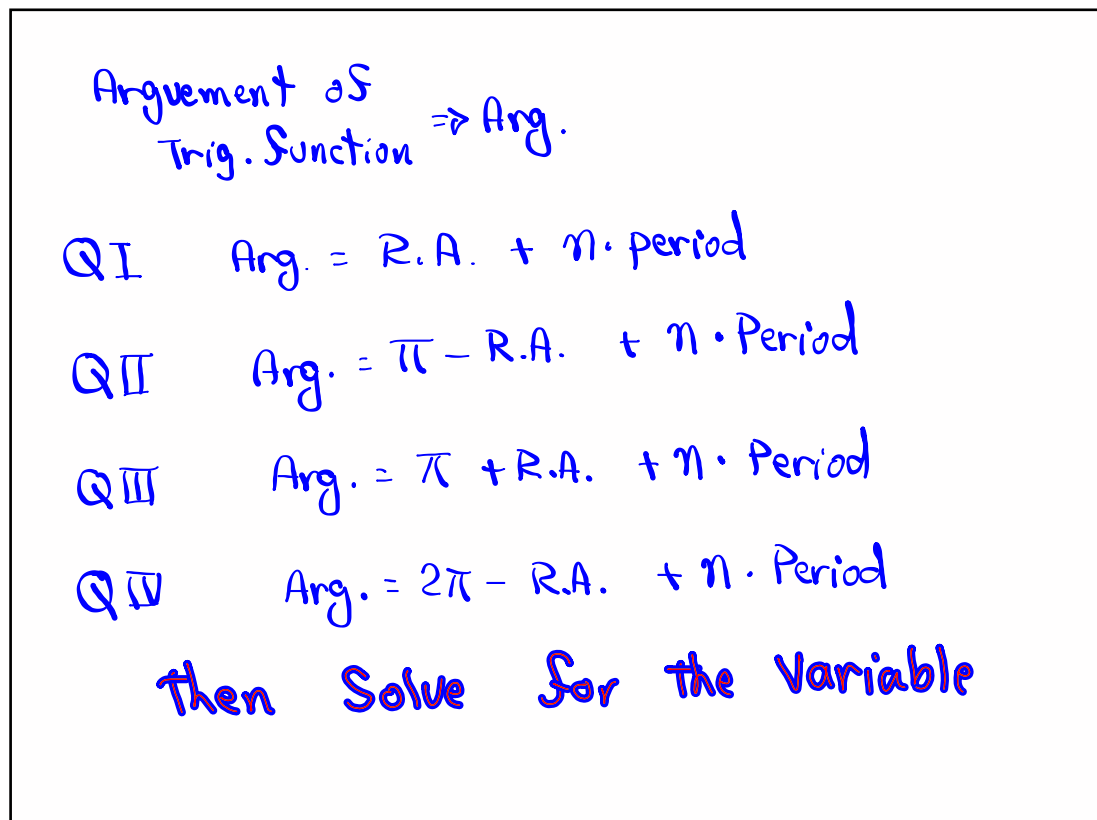 Arguement of
Trig. function ⇒ Arg.
QI Arg. = R.A. + n. period
QII Arg. = π - R.A. + n • Period
QIII Arg. = π + R.A. + n • Period
QIV Arg. = 2π - R.A. + n . Period
Then Solve for the Variable